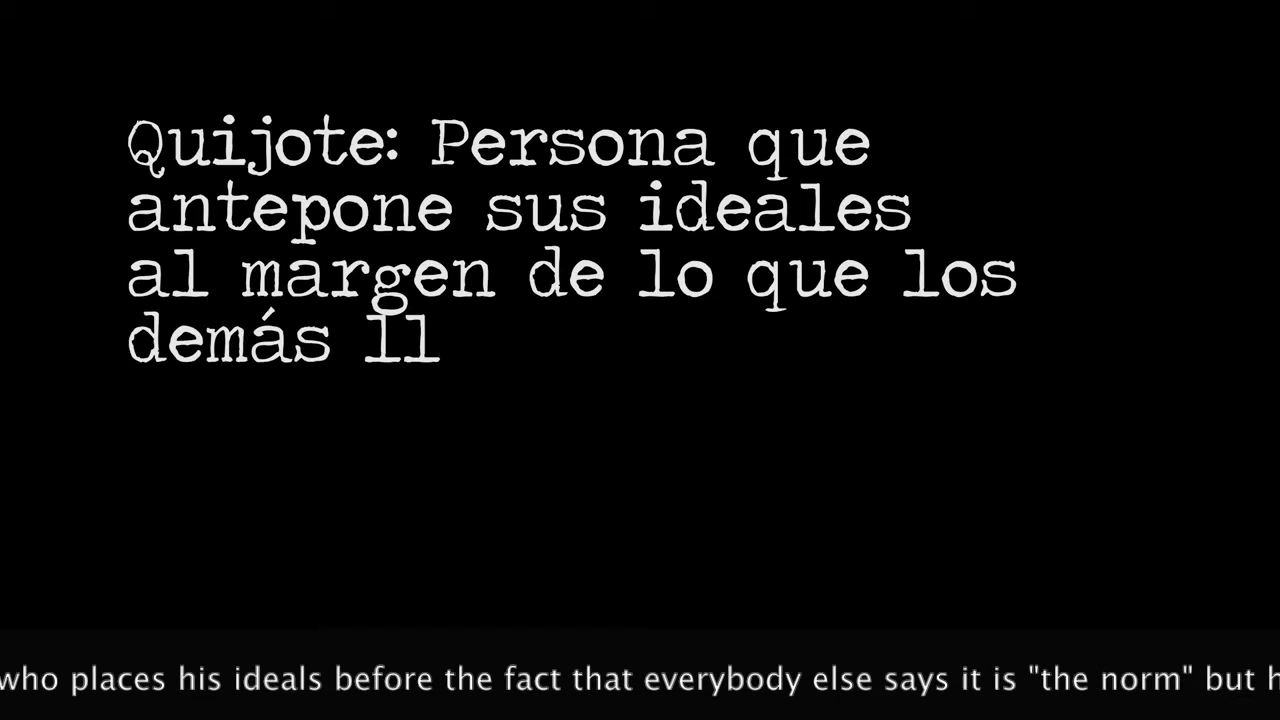 Quijote: Persona que
antepone sus ideales
al margen de lo que los
demás ll
who places his ideals before the fact that everybody else says it is "the norm" but h